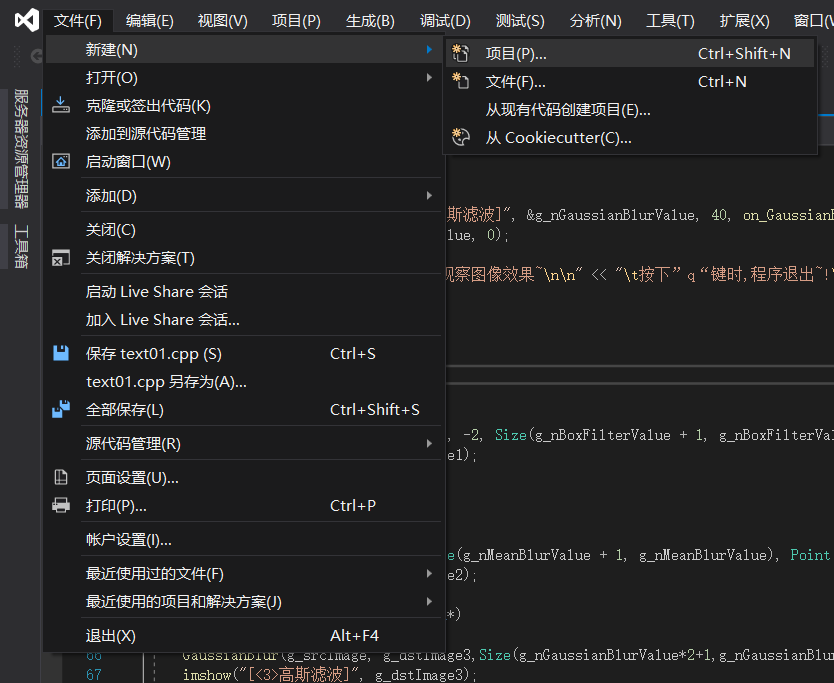 文件(F) 编辑(E) 视图(V) 项目(P) 生成(B) 调试(D) 测试(S) 分析(N) 工具(T) 扩展(X) 窗口(
新建(N)
打开(O)
克隆或签出代码(K)
添加到源代码管理
启动窗口(W)
添加(D)
关闭(C)
关闭解决方案(T)
启动 Live Share 会话
加入 Live Share 会话...
保存 text01.cpp (S) Ctrl+S
text01.cpp 另存为(A)...
全部保存(L) Ctrl+Shift+S
源代码管理(R)
页面设置(U)...
打印(P)... Ctrl+P
帐户设置(I)...
最近使用过的文件(F)
最近使用的项目和解决方案(J)
退出(X) Alt+F4
项目(P)... Ctrl+Shift+N
文件(F)... Ctrl+N
从现有代码创建项目(E)...
从 Cookiecutter(C)...
服务器资源管理器
工具箱
斯滤波]", &g_nGaussianBlurValue, 40, on_GaussianB
lue, 0);
观察图像效果~\n\n" << "\t按下” q “键时,程序退出~!\
, -2, Size(g_nBoxFilterValue + 1, g_nBoxFilterVal
e1);
e(g_nMeanBlurValue + 1, g_nMeanBlurValue), Point
e2);
*)
66 GaussianBlur(g_srcImage, g_dstImage3,Size(g_nGaussianBlurValue*2+1,g_nGaussianBlur
67 imshow("[<3>高斯滤波]", g_dstImage3);